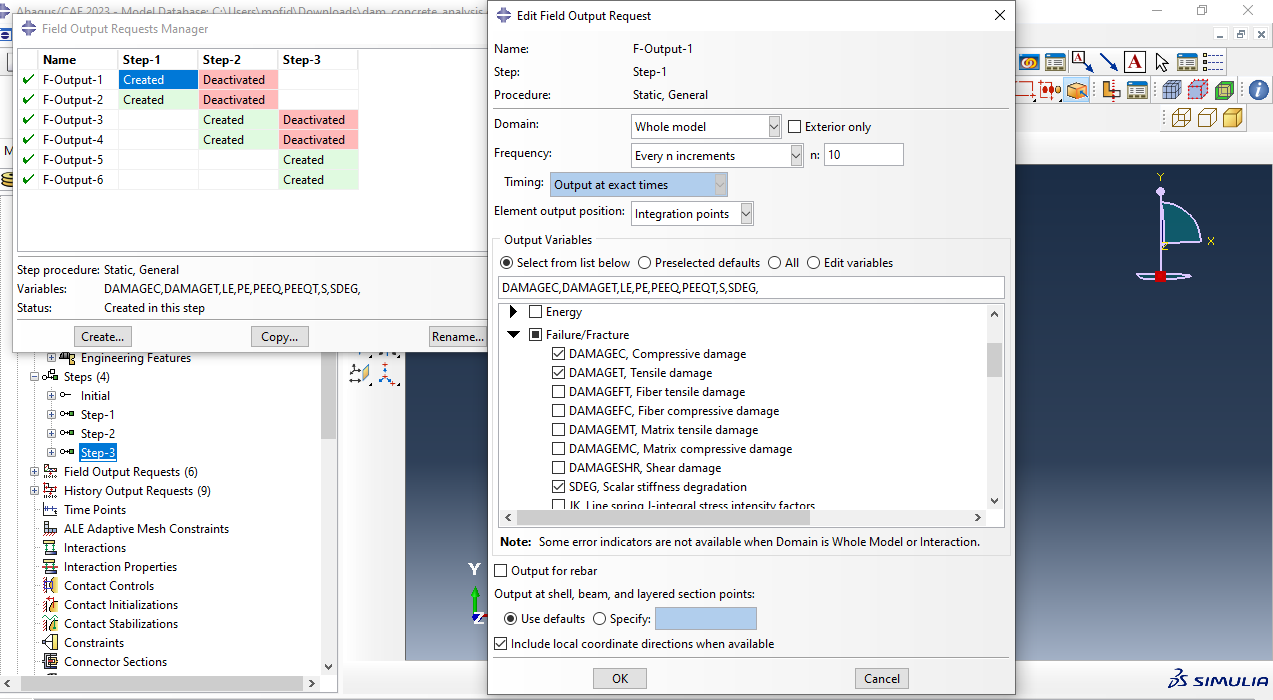 Abaqus/CAE 2023 - Model Database: C:\Users\mofid\Downloads\dam_concrete_analysis
Field Output Requests Manager
Name Step-1 Step-2 Step-3
F-Output-1 Created Deactivated
F-Output-2 Created Deactivated
F-Output-3 Created Deactivated
F-Output-4 Created Deactivated
F-Output-5 Created
F-Output-6 Created
Step procedure: Static, General
Variables: DAMAGEC,DAMAGET,LE,PE,PEEQ,PEEQT,S,SDEG,
Status: Created in this step
Create... Copy... Rename...
M
Engineering Features
Steps (4)
Initial
Step-1
Step-2
Step-3
Field Output Requests (6)
History Output Requests (9)
Time Points
ALE Adaptive Mesh Constraints
Interactions
Interaction Properties
Contact Controls
Contact Initializations
Contact Stabilizations
Constraints
Connector Sections
Edit Field Output Request
Name: F-Output-1
Step: Step-1
Procedure: Static, General
Domain: Whole model Exterior only
Frequency: Every n increments n: 10
Timing: Output at exact times
Element output position: Integration points
Output Variables
Select from list below Preselected defaults All Edit variables
DAMAGEC,DAMAGET,LE,PE,PEEQ,PEEQT,S,SDEG,
Energy
Failure/Fracture
DAMAGEC, Compressive damage
DAMAGET, Tensile damage
DAMAGEFT, Fiber tensile damage
DAMAGEFC, Fiber compressive damage
DAMAGEMT, Matrix tensile damage
DAMAGEMC, Matrix compressive damage
DAMAGESHR, Shear damage
SDEG, Scalar stiffness degradation
JK, Line spring J-integral stress intensity factors
Note: Some error indicators are not available when Domain is Whole Model or Interaction.
Output for rebar
Output at shell, beam, and layered section points:
Use defaults Specify:
Include local coordinate directions when available
OK Cancel
A A
i
Y
X
Z
Y
Z
SIMULIA